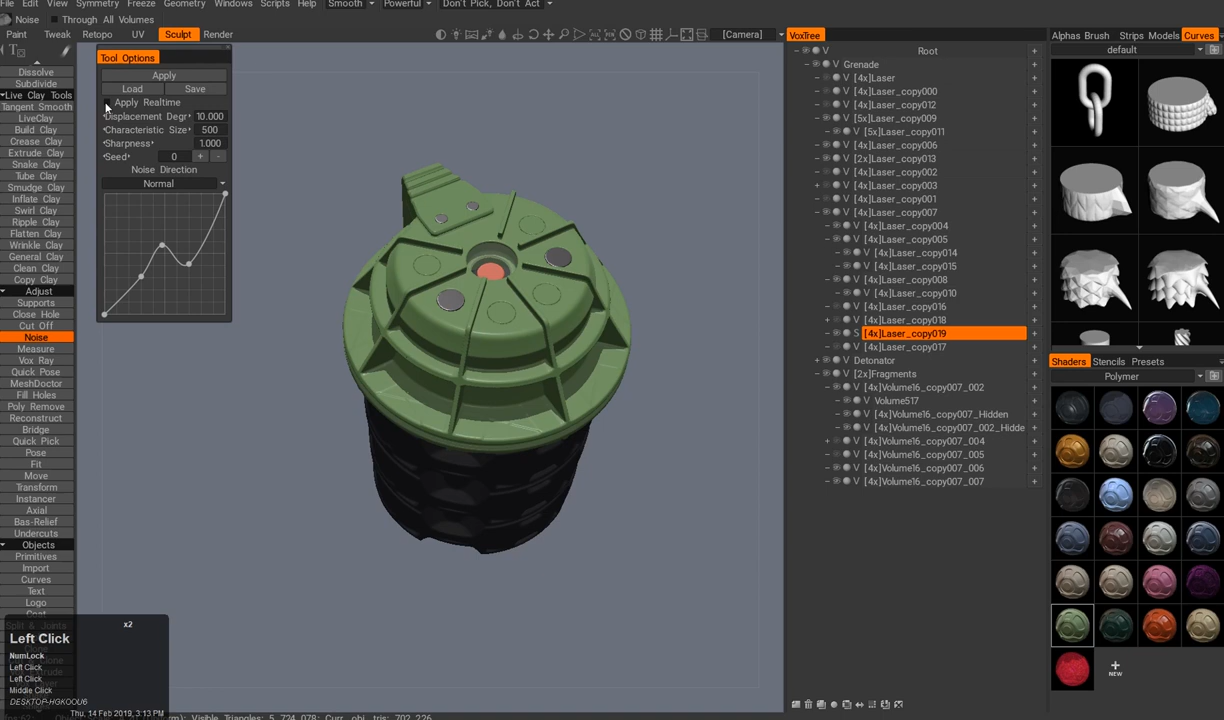 File Edit View Symmetry Freeze Geometry Windows Scripts Help Smooth Powerful Don't Pick, Don't Act
Noise Through All Volumes
Paint Tweak Retopo UV Sculpt Render [Camera] VoxTree Alphas Brush Strips Models Curves
default
Dissolve
Subdivide
Live Clay Tools
Tangent Smooth
LiveClay
Build Clay
Crease Clay
Extrude Clay
Snake Clay
Tube Clay
Smudge Clay
Inflate Clay
Swirl Clay
Ripple Clay
Flatten Clay
Wrinkle Clay
General Clay
Clean Clay
Copy Clay
Adjust
Supports
Close Hole
Cut Off
Noise
Measure
Vox Ray
Quick Pose
MeshDoctor
Fill Holes
Poly Remove
Reconstruct
Bridge
Quick Pick
Pose
Fit
Move
Transform
Instancer
Axial
Bas-Relief
Undercuts
Objects
Primitives
Import
Curves
Text
Logo
Tool Options
Apply
Load Save
Apply Realtime
Displacement Degr 10.000
Characteristic Size 500
Sharpness 1.000
Seed 0 + -
Noise Direction
Normal
V Root +
V Grenade +
V [4x]Laser +
V [4x]Laser_copy000 +
V [4x]Laser_copy012 +
V [5x]Laser_copy009 +
V [5x]Laser_copy011 +
V [4x]Laser_copy006 +
V [2x]Laser_copy013 +
V [4x]Laser_copy002 +
V [4x]Laser_copy003 +
V [4x]Laser_copy001 +
V [4x]Laser_copy007 +
V [4x]Laser_copy004 +
V [4x]Laser_copy005 +
V [4x]Laser_copy014 +
V [4x]Laser_copy015 +
V [4x]Laser_copy008 +
V [4x]Laser_copy010 +
V [4x]Laser_copy016 +
V [4x]Laser_copy018 +
S [4x]Laser_copy019 +
V [4x]Laser_copy017 +
V Detonator +
V [2x]Fragments +
V [4x]Volume16_copy007_002 +
V Volume517 +
V [4x]Volume16_copy007_Hidden +
V [4x]Volume16_copy007_002_Hidde +
V [4x]Volume16_copy007_004 +
V [4x]Volume16_copy007_005 +
V [4x]Volume16_copy007_006 +
V [4x]Volume16_copy007_007 +
Shaders Stencils Presets
Polymer
NEW
x2
Left Click
NumLock
Left Click
Left Click
Middle Click
DESKTOP-HGKOOU6
Thu, 14 Feb 2019, 3:13 PM
Visible Triangles: 5 724 078; Curr. obj. tris: 702 226